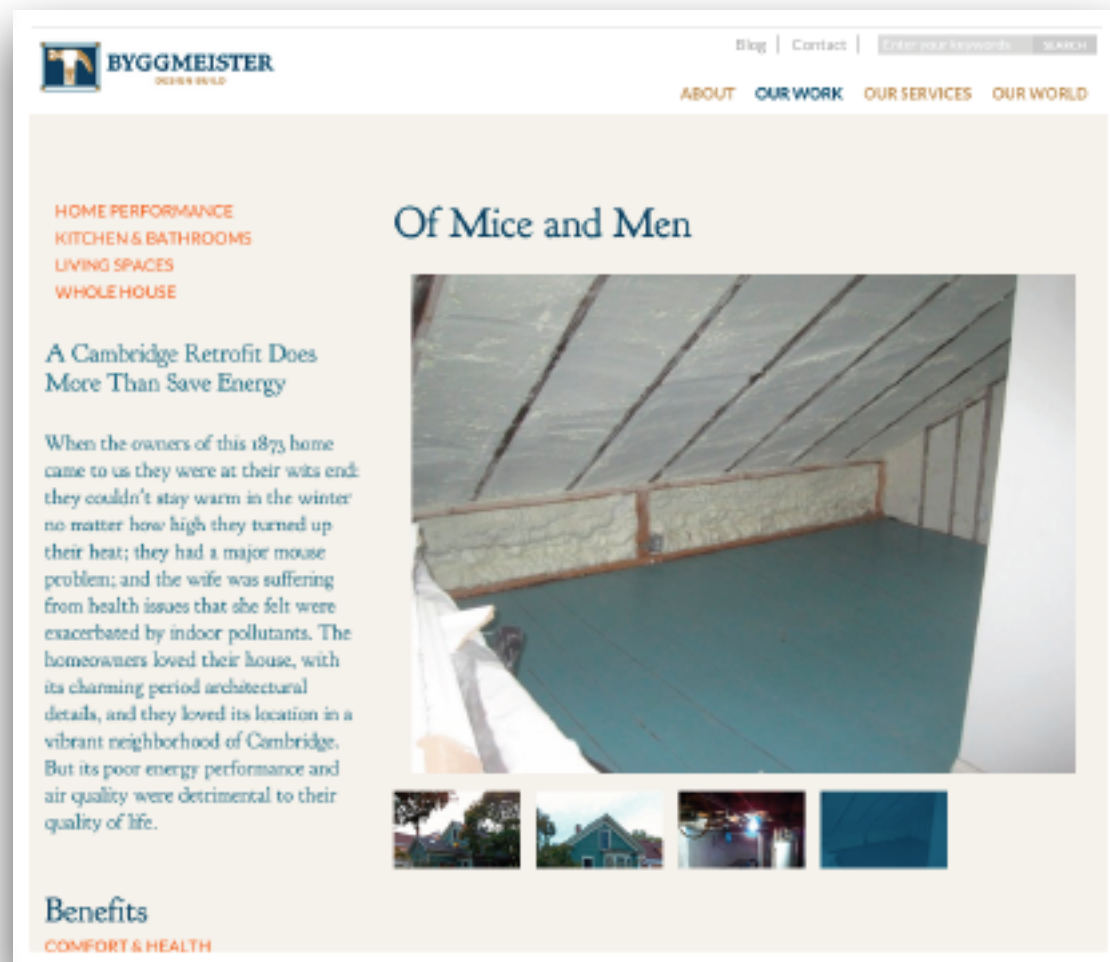 BYGGMEISTER
DESIGN BUILD
Blog | Contact |
Enter your keywords
SEARCH
ABOUT OUR WORK OUR SERVICES OUR WORLD
HOME PERFORMANCE
KITCHEN & BATHROOMS
LIVING SPACES
WHOLE HOUSE
A Cambridge Retrofit Does
More Than Save Energy
When the owners of this 1873 home
came to us they were at their wits end:
they couldn't stay warm in the winter
no matter how high they turned up
their heat; they had a major mouse
problem; and the wife was suffering
from health issues that she felt were
exacerbated by indoor pollutants. The
homeowners loved their house, with
its charming period architectural
details, and they loved its location in a
vibrant neighborhood of Cambridge.
But its poor energy performance and
air quality were detrimental to their
quality of life.
Benefits
COMFORT & HEALTH
Of Mice and Men